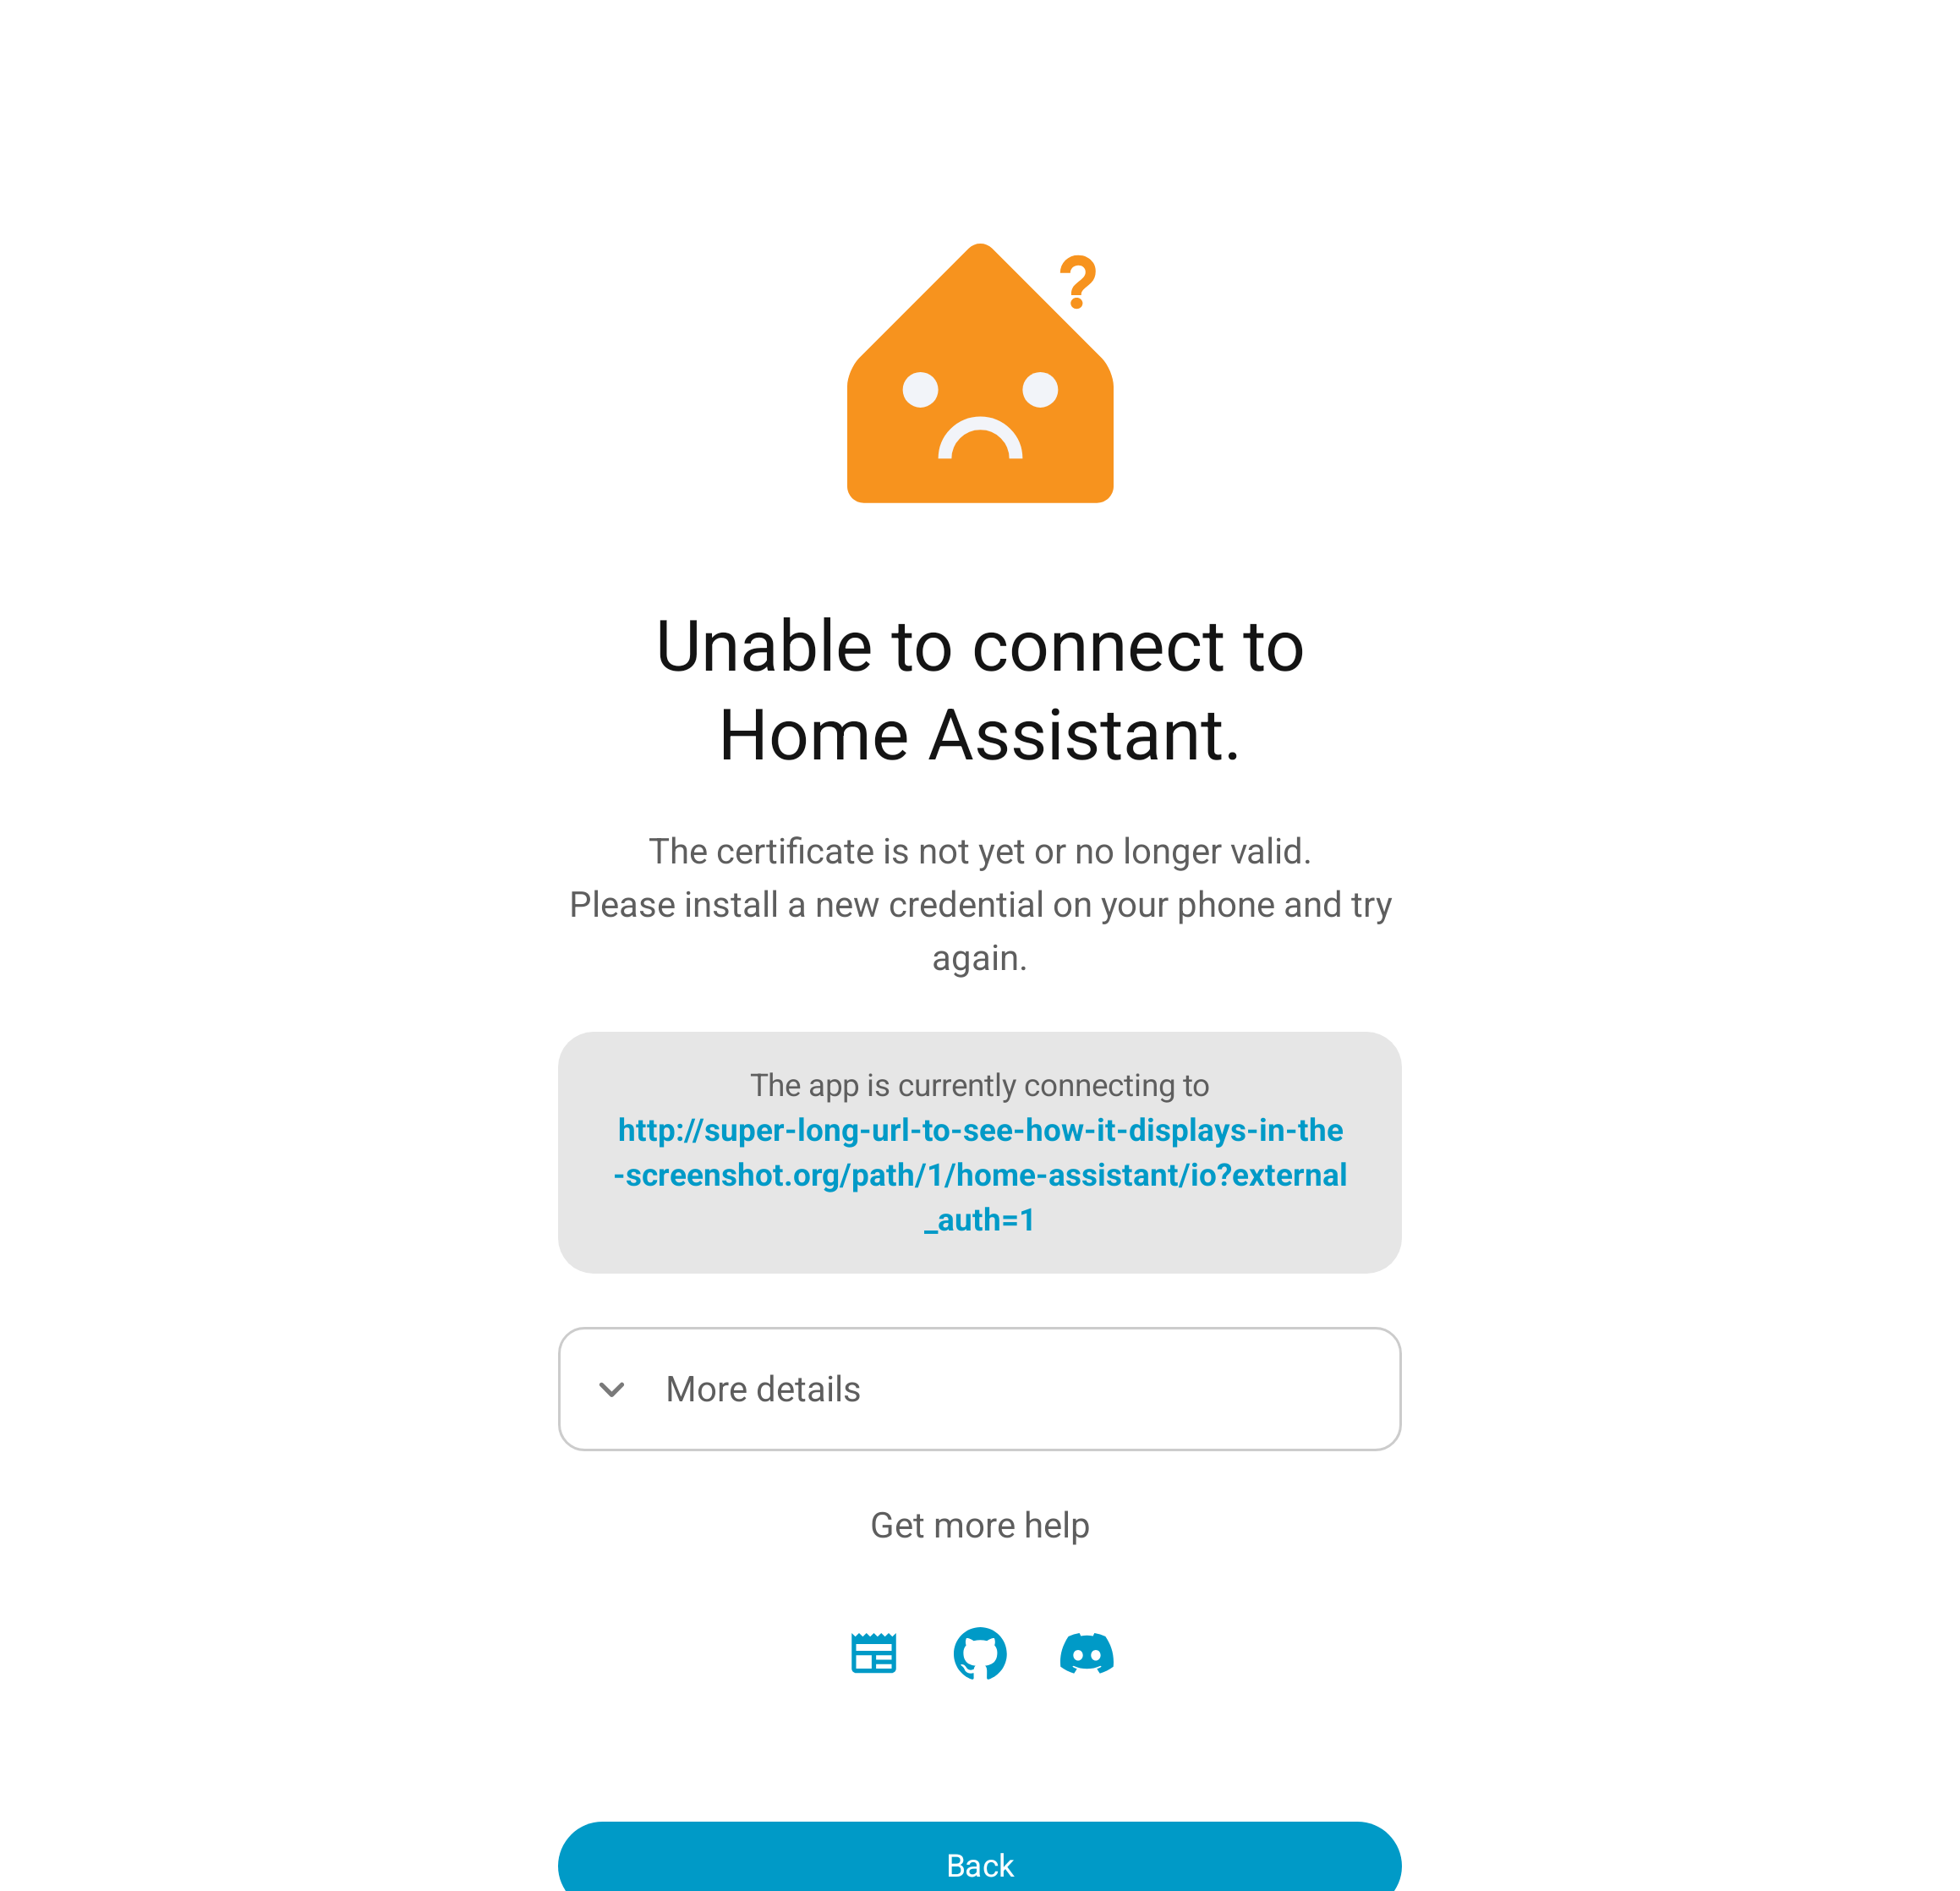 ?
Unable to connect to
Home Assistant.
The certificate is not yet or no longer valid.
Please install a new credential on your phone and try
again.
The app is currently connecting to
http://super-long-url-to-see-how-it-displays-in-the
-screenshot.org/path/1/home-assistant/io?external
_auth=1
More details
Get more help
Back